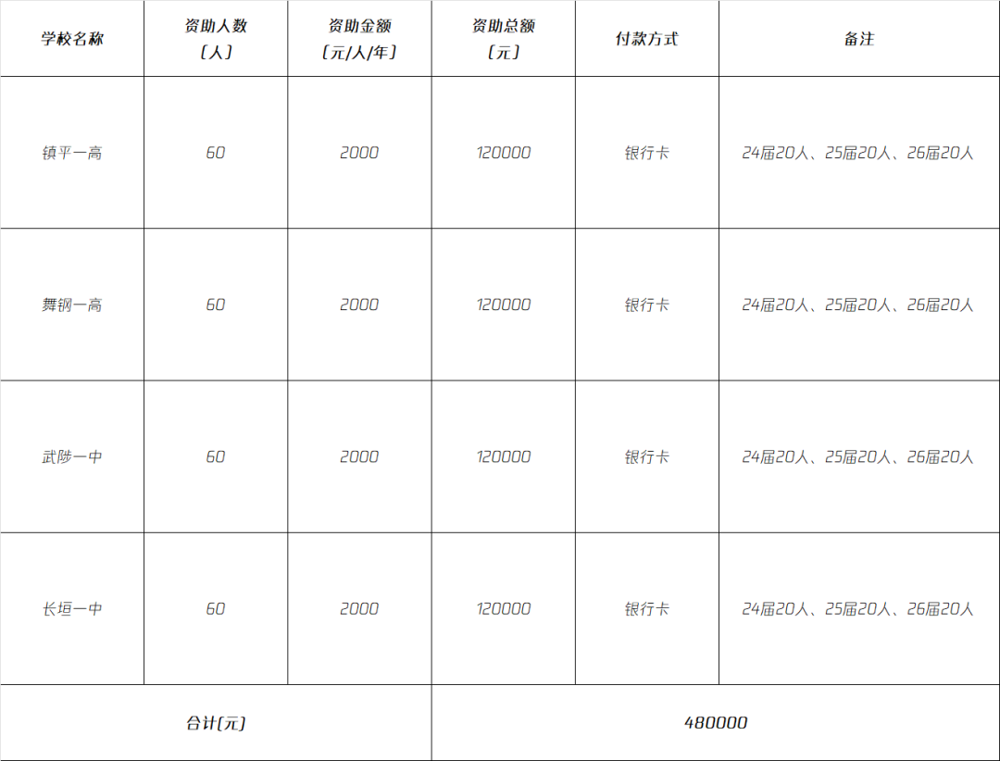 学校名称 资助人数 (人) 资助金额 (元/人/年) 资助总额 (元) 付款方式 备注
镇平一高 60 2000 120000 银行卡 24届20人、25届20人、26届20人
舞钢一高 60 2000 120000 银行卡 24届20人、25届20人、26届20人
武陟一中 60 2000 120000 银行卡 24届20人、25届20人、26届20人
长垣一中 60 2000 120000 银行卡 24届20人、25届20人、26届20人
合计(元) 480000